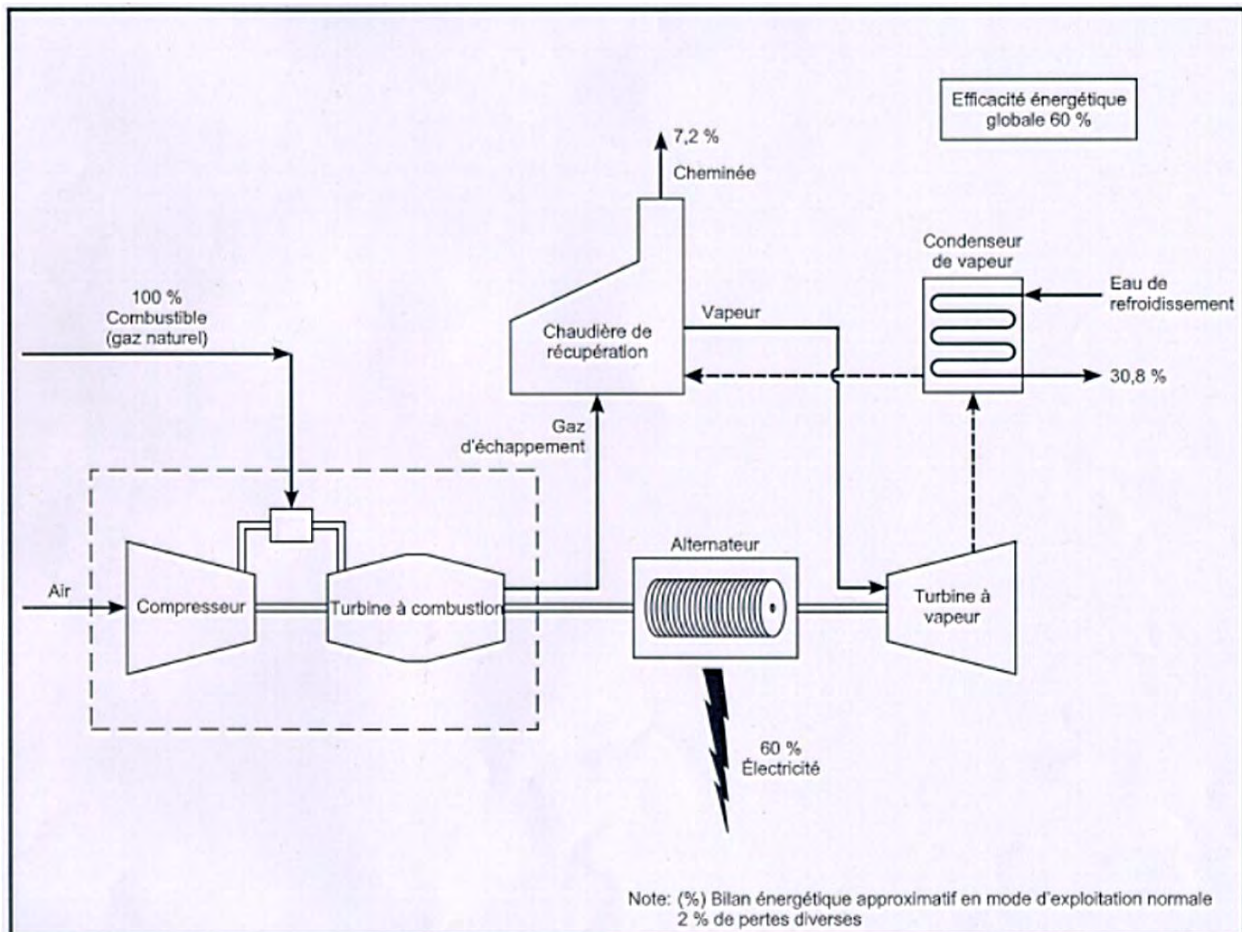 Efficacité énergétique
globale 60 %
7,2 %
Cheminée
Condenseur
de vapeur
Eau de
refroidissement
100 %
Combustible
(gaz naturel)
Vapeur
Chaudière de
récupération
30,8 %
Gaz
d'échappement
Alternateur
Air
Compresseur
Turbine à combustion
Turbine à
vapeur
60 %
Électricité
Note: (%) Bilan énergétique approximatif en mode d'exploitation normale
2 % de pertes diverses